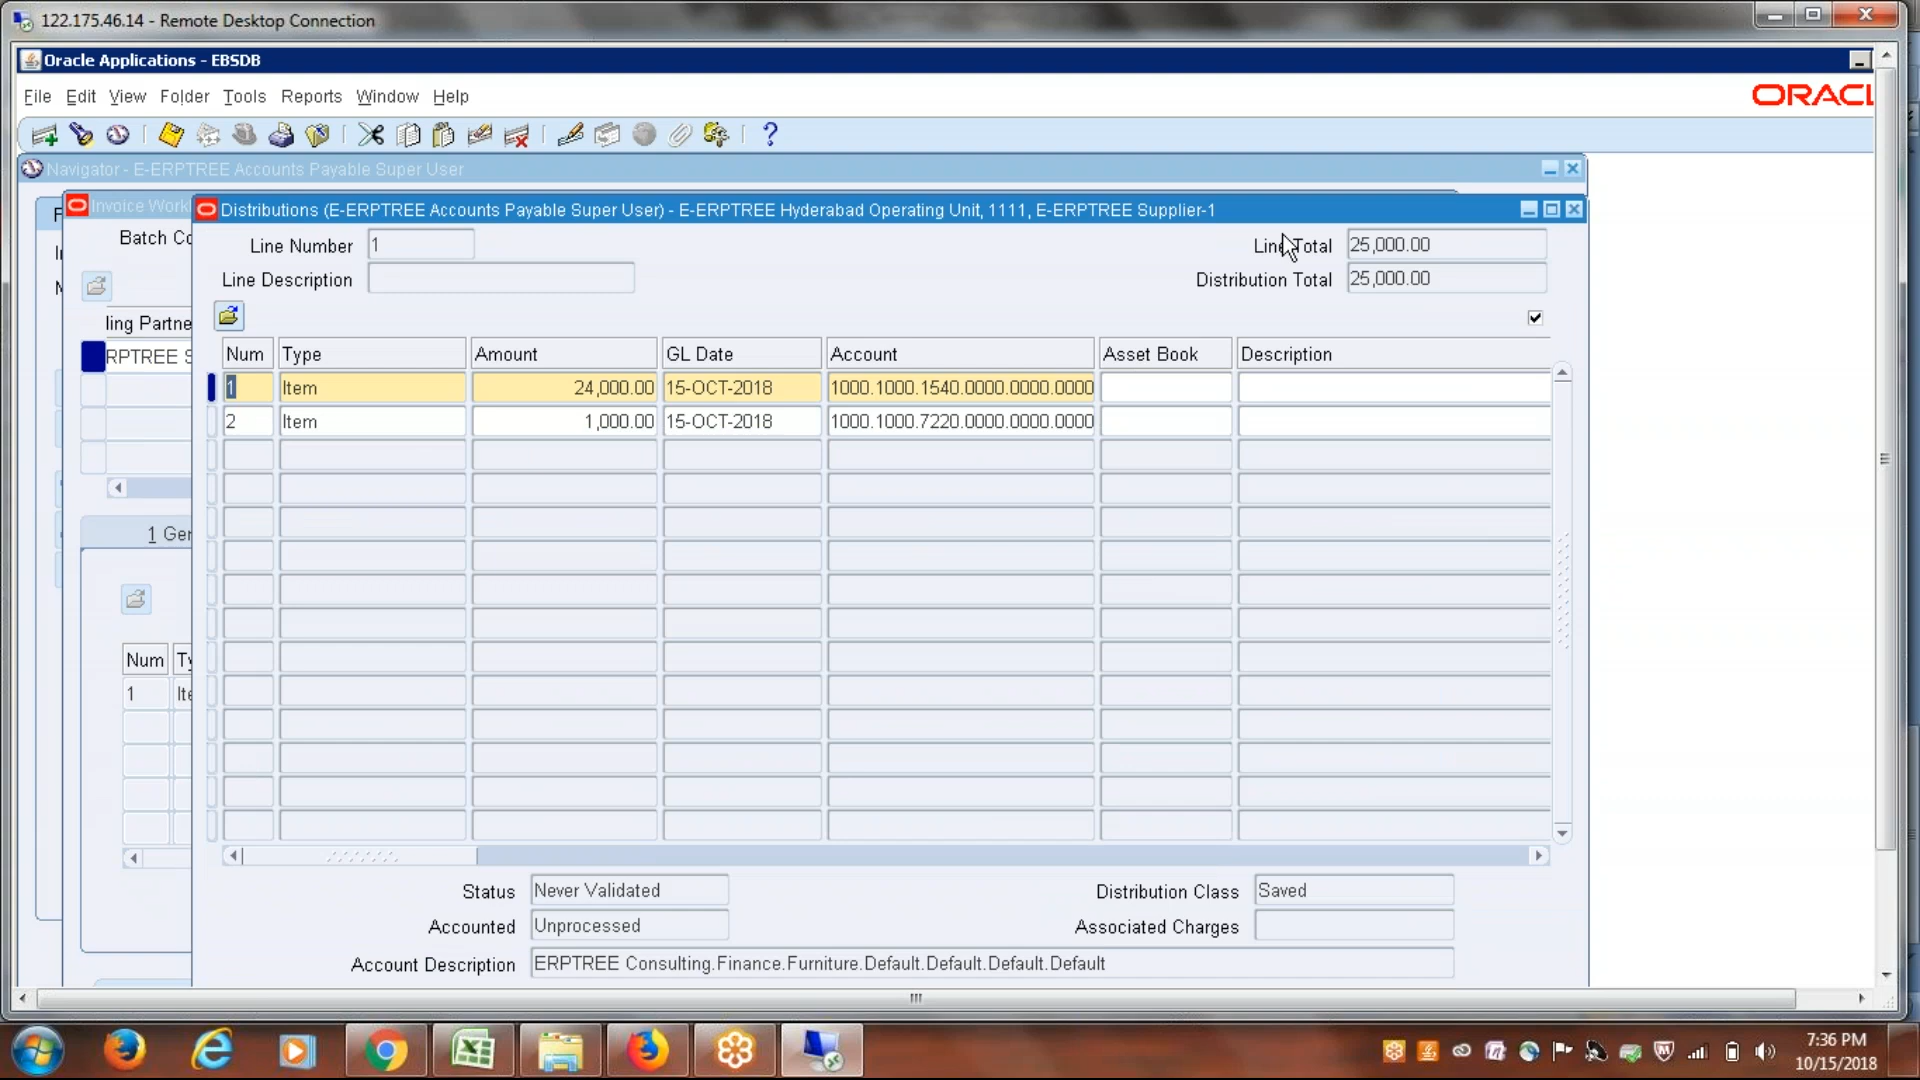 122.175.46.14 - Remote Desktop Connection
Oracle Applications - EBSDB
File Edit View Folder Tools Reports Window Help
ORACL
Navigator - E-ERPTREE Accounts Payable Super User
Invoice Work
Distributions (E-ERPTREE Accounts Payable Super User) - E-ERPTREE Hyderabad Operating Unit, 1111, E-ERPTREE Supplier-1
Batch Co
Line Number 1
Line Total 25,000.00
Line Description
Distribution Total 25,000.00
ling Partne
RPTREE S
Num Type Amount GL Date Account Asset Book Description
1 Item 24,000.00 15-OCT-2018 1000.1000.1540.0000.0000.0000
2 Item 1,000.00 15-OCT-2018 1000.1000.7220.0000.0000.0000
1 Ger
Num Ty
1 Ite
Status Never Validated
Distribution Class Saved
Accounted Unprocessed
Associated Charges
Account Description ERPTREE Consulting.Finance.Furniture.Default.Default.Default.Default
7:36 PM
10/15/2018